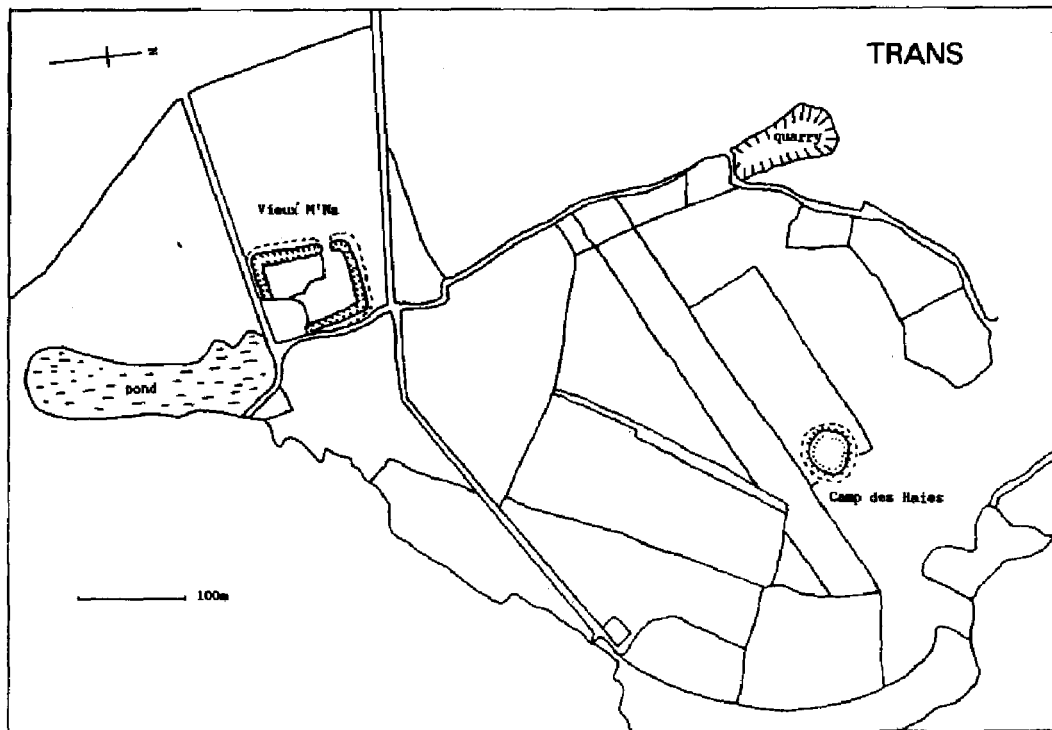 N
TRANS
quarry
Vieux M'Ns
pond
Camp des Haies
100m